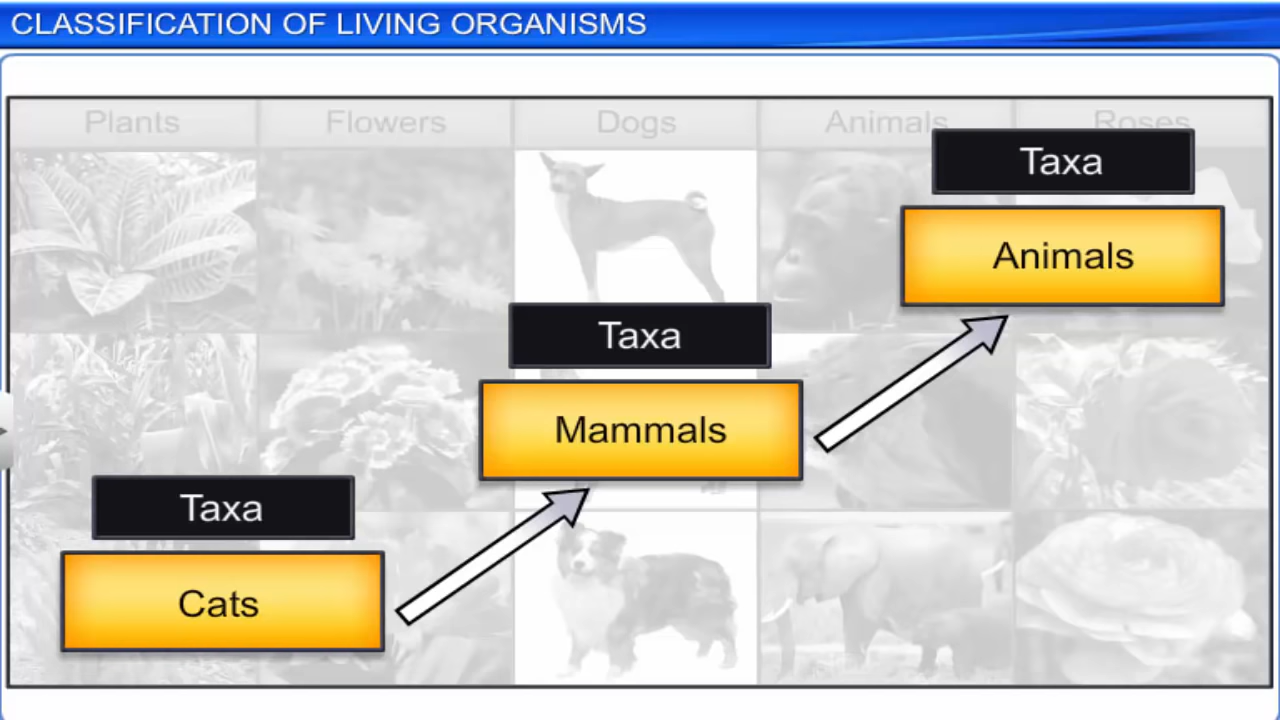 CLASSIFICATION OF LIVING ORGANISMS
Plants
Flowers
Dogs
Animals
Roses
Taxa
Animals
Taxa
Mammals
Taxa
Cats